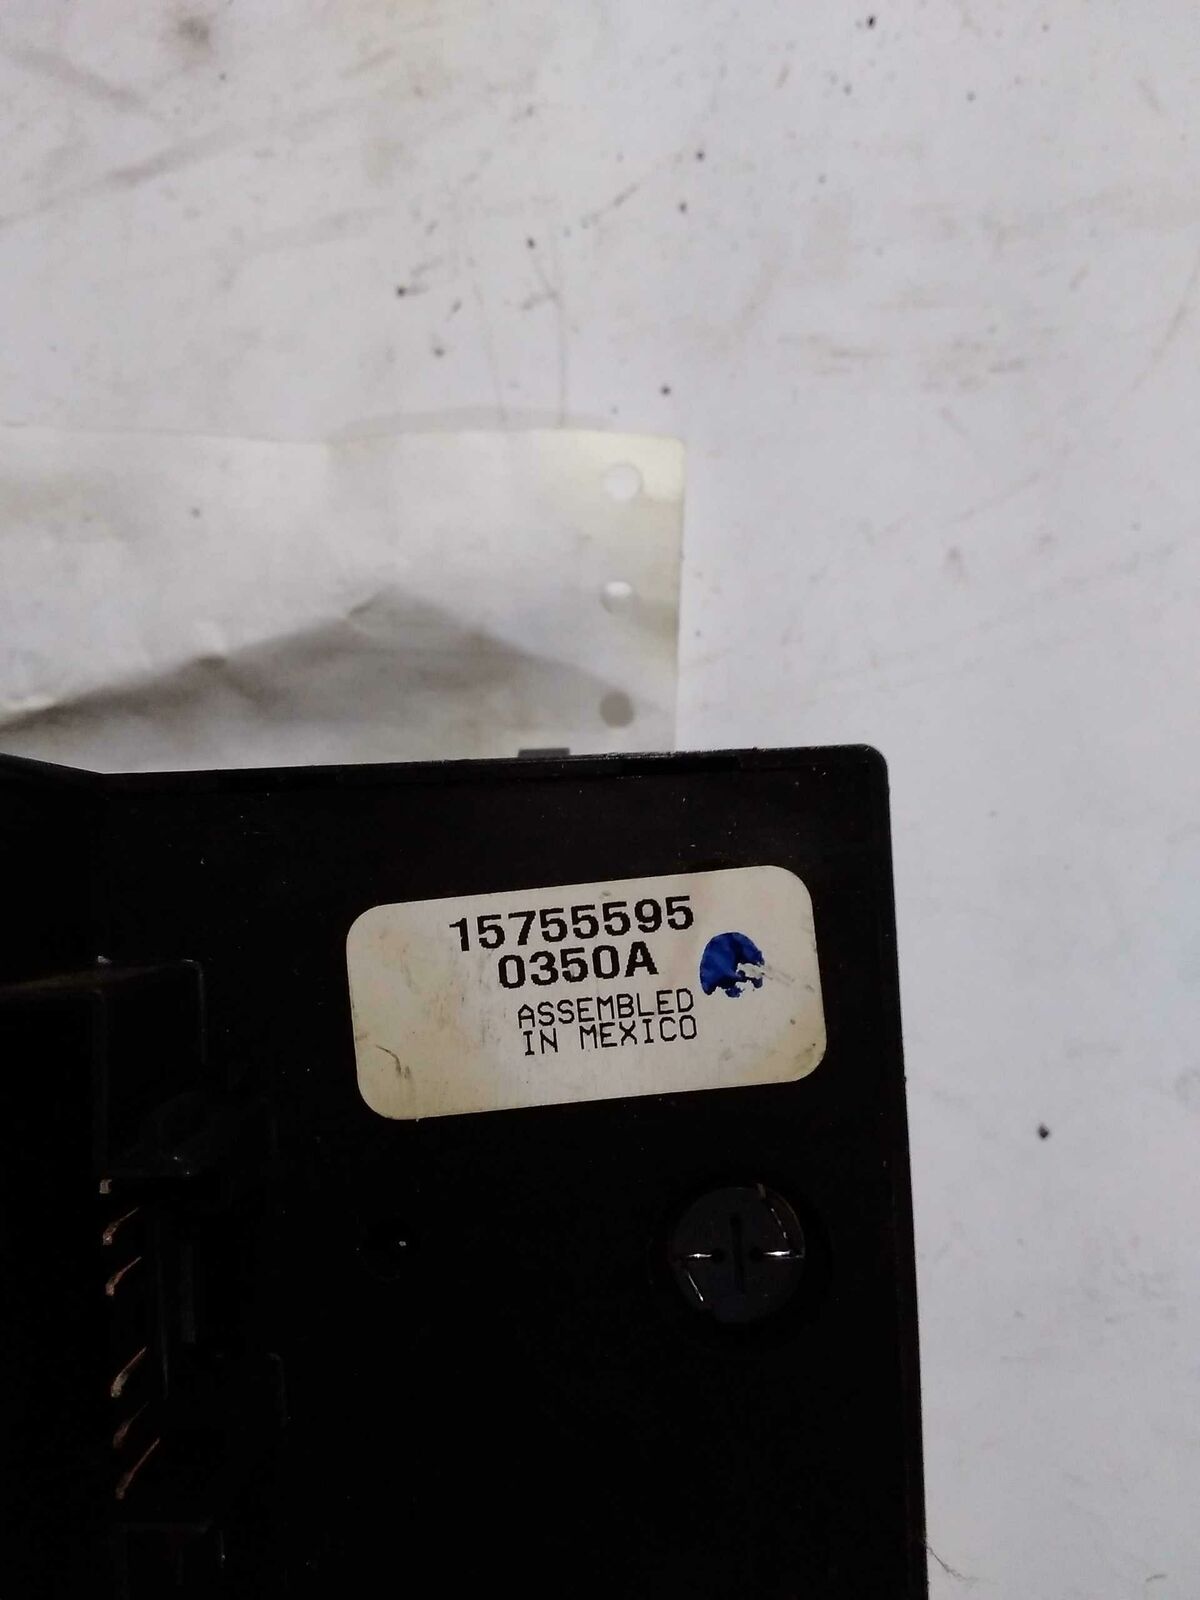 15755595
0350A
ASSEMBLED
IN MEXICO